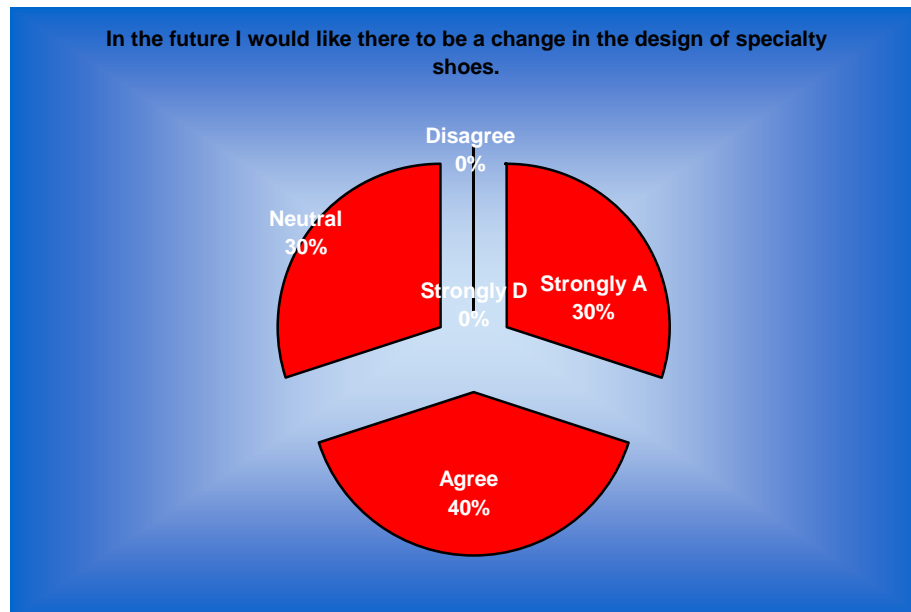 In the future I would like there to be a change in the design of specialty
shoes.
Disagree
0%
Neutral
30%
Strongly D
0%
Strongly A
30%
Agree
40%